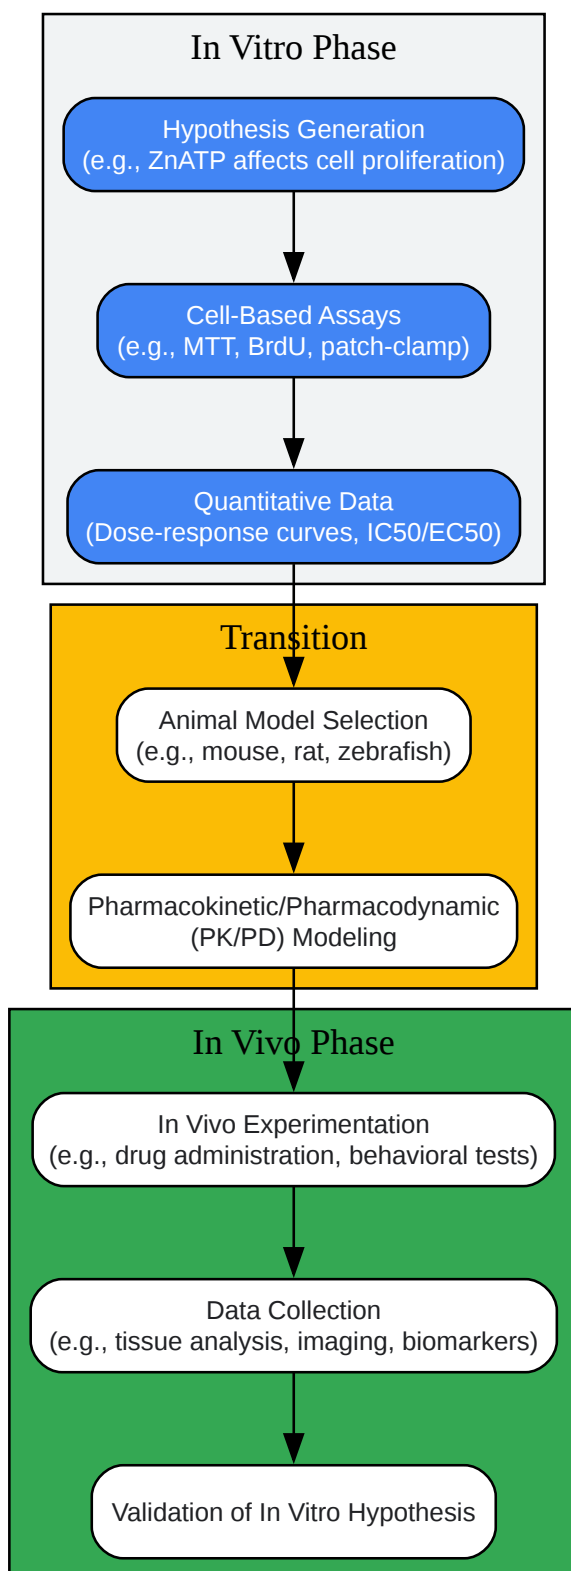 In Vitro Phase
Hypothesis Generation
(e.g., ZnATP affects cell proliferation)
Cell-Based Assays
(e.g., MTT, BrdU, patch-clamp)
Quantitative Data
(Dose-response curves, IC50/EC50)
Transition
Animal Model Selection
(e.g., mouse, rat, zebrafish)
Pharmacokinetic/Pharmacodynamic
(PK/PD) Modeling
In Vivo Phase
In Vivo Experimentation
(e.g., drug administration, behavioral tests)
Data Collection
(e.g., tissue analysis, imaging, biomarkers)
Validation of In Vitro Hypothesis